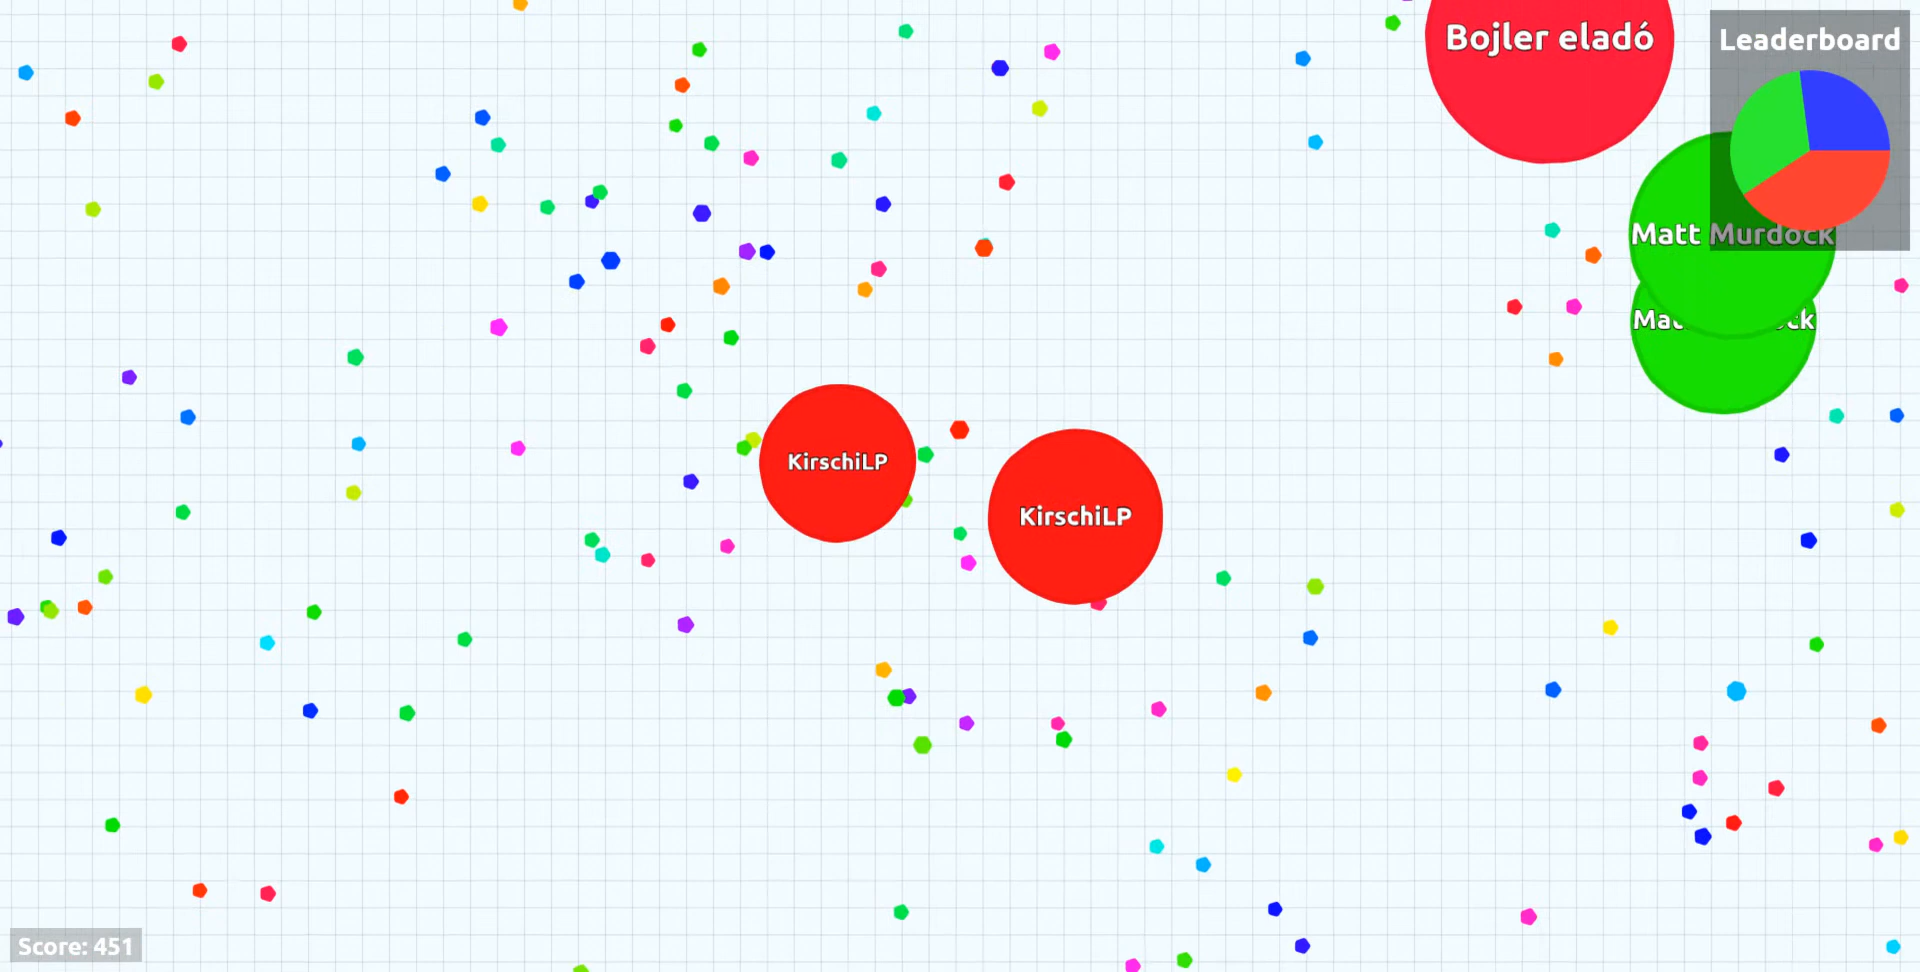 Bojler eladó
Leaderboard
Matt Murdock
KirschiLP
KirschiLP
Score: 451